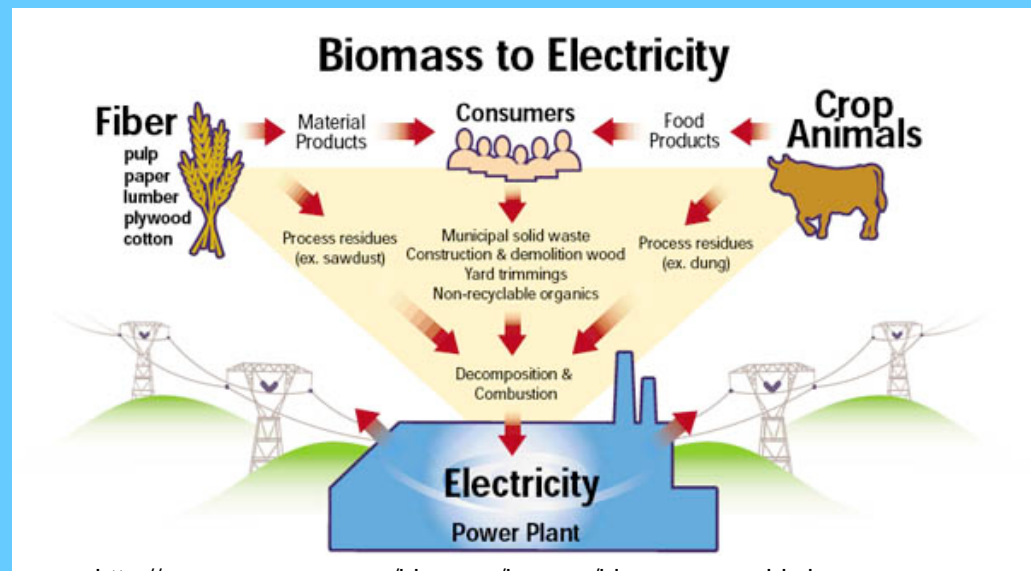 Biomass to Electricity
Fiber
pulp
paper
lumber
plywood
cotton
Material
Products
Consumers
Food
Products
Crop
Animals
Process residues
(ex. sawdust)
Municipal solid waste
Construction & demolition wood
Yard trimmings
Non-recyclable organics
Process residues
(ex. dung)
Decomposition &
Combustion
Electricity
Power Plant